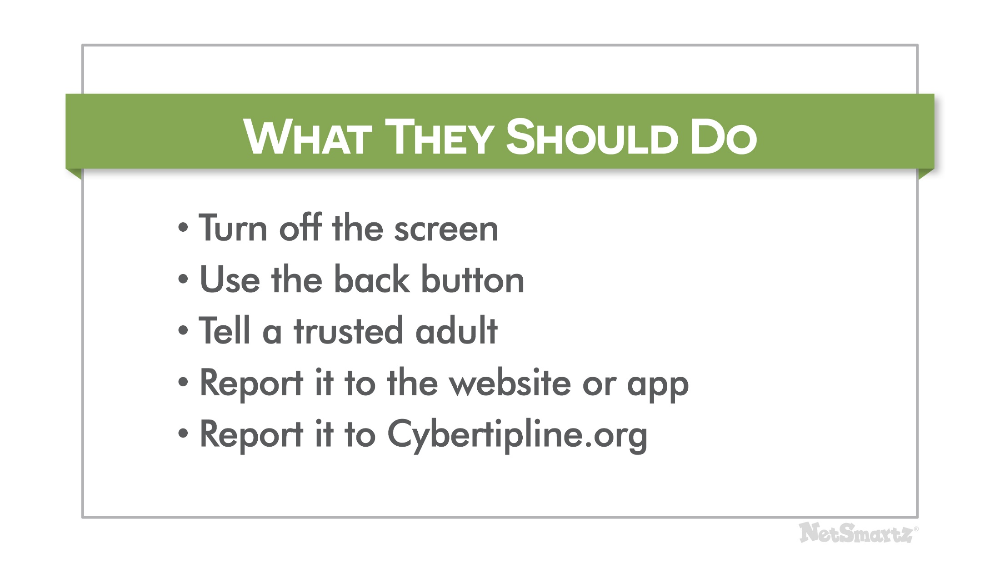 WHAT THEY SHOULD DO
• Turn off the screen
• Use the back button
• Tell a trusted adult
• Report it to the website or app
• Report it to Cybertipline.org
NetSmartz®